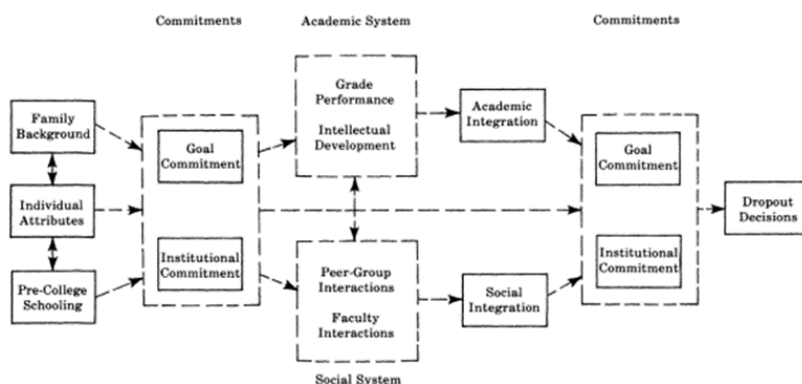 Commitments
Academic System
Commitments
Family
Background
Individual
Attributes
Pre-College
Schooling
Goal
Commitment
Institutional
Commitment
Grade
Performance
Intellectual
Development
Peer-Group
Interactions
Faculty
Interactions
Social System
Academic
Integration
Social
Integration
Goal
Commitment
Institutional
Commitment
Dropout
Decisions